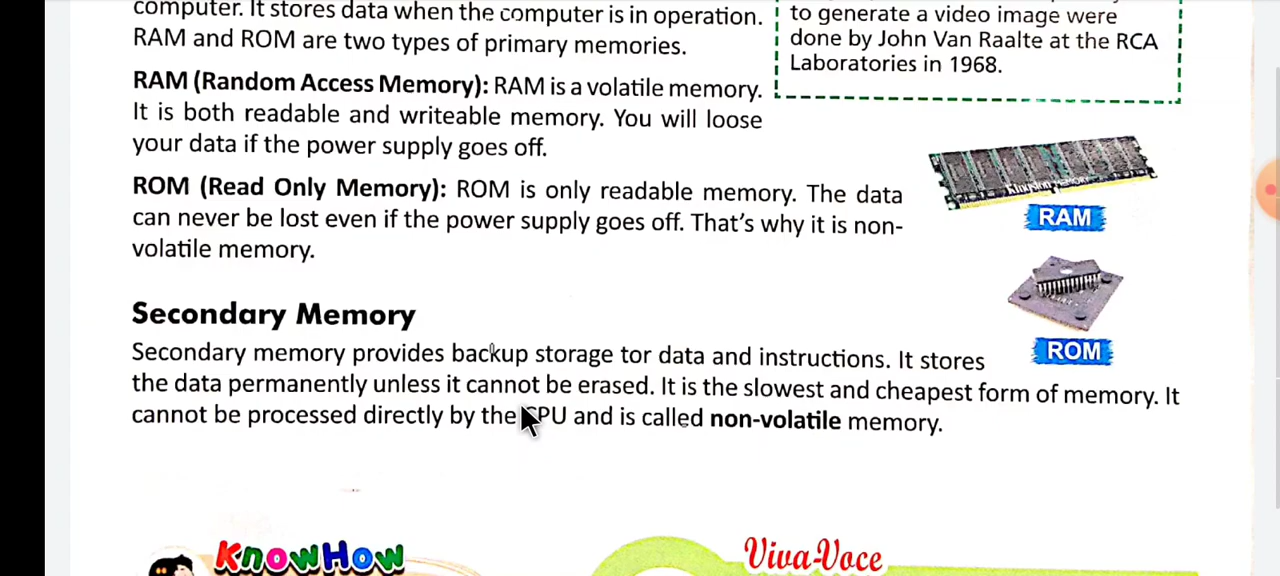 computer. It stores data when the computer is in operation.
RAM and ROM are two types of primary memories.
to generate a video image were
done by John Van Raalte at the RCA
Laboratories in 1968.
RAM (Random Access Memory): RAM is a volatile memory.
It is both readable and writeable memory. You will loose
your data if the power supply goes off.
ROM (Read Only Memory): ROM is only readable memory. The data
can never be lost even if the power supply goes off. That's why it is non-
volatile memory.
Kingston
RAM
ROM
Secondary Memory
Secondary memory provides backup storage tor data and instructions. It stores
the data permanently unless it cannot be erased. It is the slowest and cheapest form of memory. It
cannot be processed directly by the CPU and is called non-volatile memory.
KnowHow
Viva-Voce